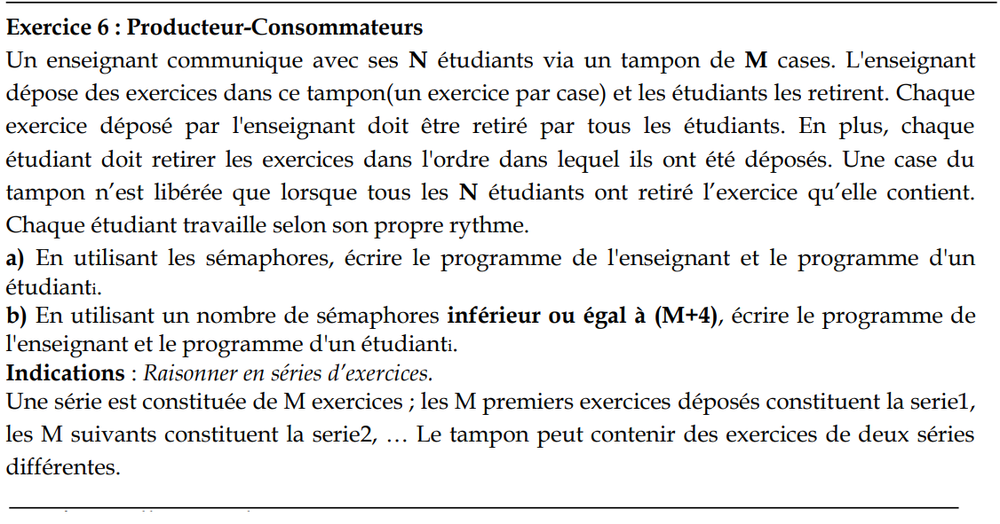 Exercice 6 : Producteur-Consommateurs
Un enseignant communique avec ses N étudiants via un tampon de M cases. L'enseignant
dépose des exercices dans ce tampon(un exercice par case) et les étudiants les retirent. Chaque
exercice déposé par l'enseignant doit être retiré par tous les étudiants. En plus, chaque
étudiant doit retirer les exercices dans l'ordre dans lequel ils ont été déposés. Une case du
tampon n’est libérée que lorsque tous les N étudiants ont retiré l’exercice qu’elle contient.
Chaque étudiant travaille selon son propre rythme.
a) En utilisant les sémaphores, écrire le programme de l'enseignant et le programme d'un
étudianti.
b) En utilisant un nombre de sémaphores inférieur ou égal à (M+4), écrire le programme de
l'enseignant et le programme d'un étudianti.
Indications : Raisonner en séries d’exercices.
Une série est constituée de M exercices ; les M premiers exercices déposés constituent la serie1,
les M suivants constituent la serie2, … Le tampon peut contenir des exercices de deux séries
différentes.